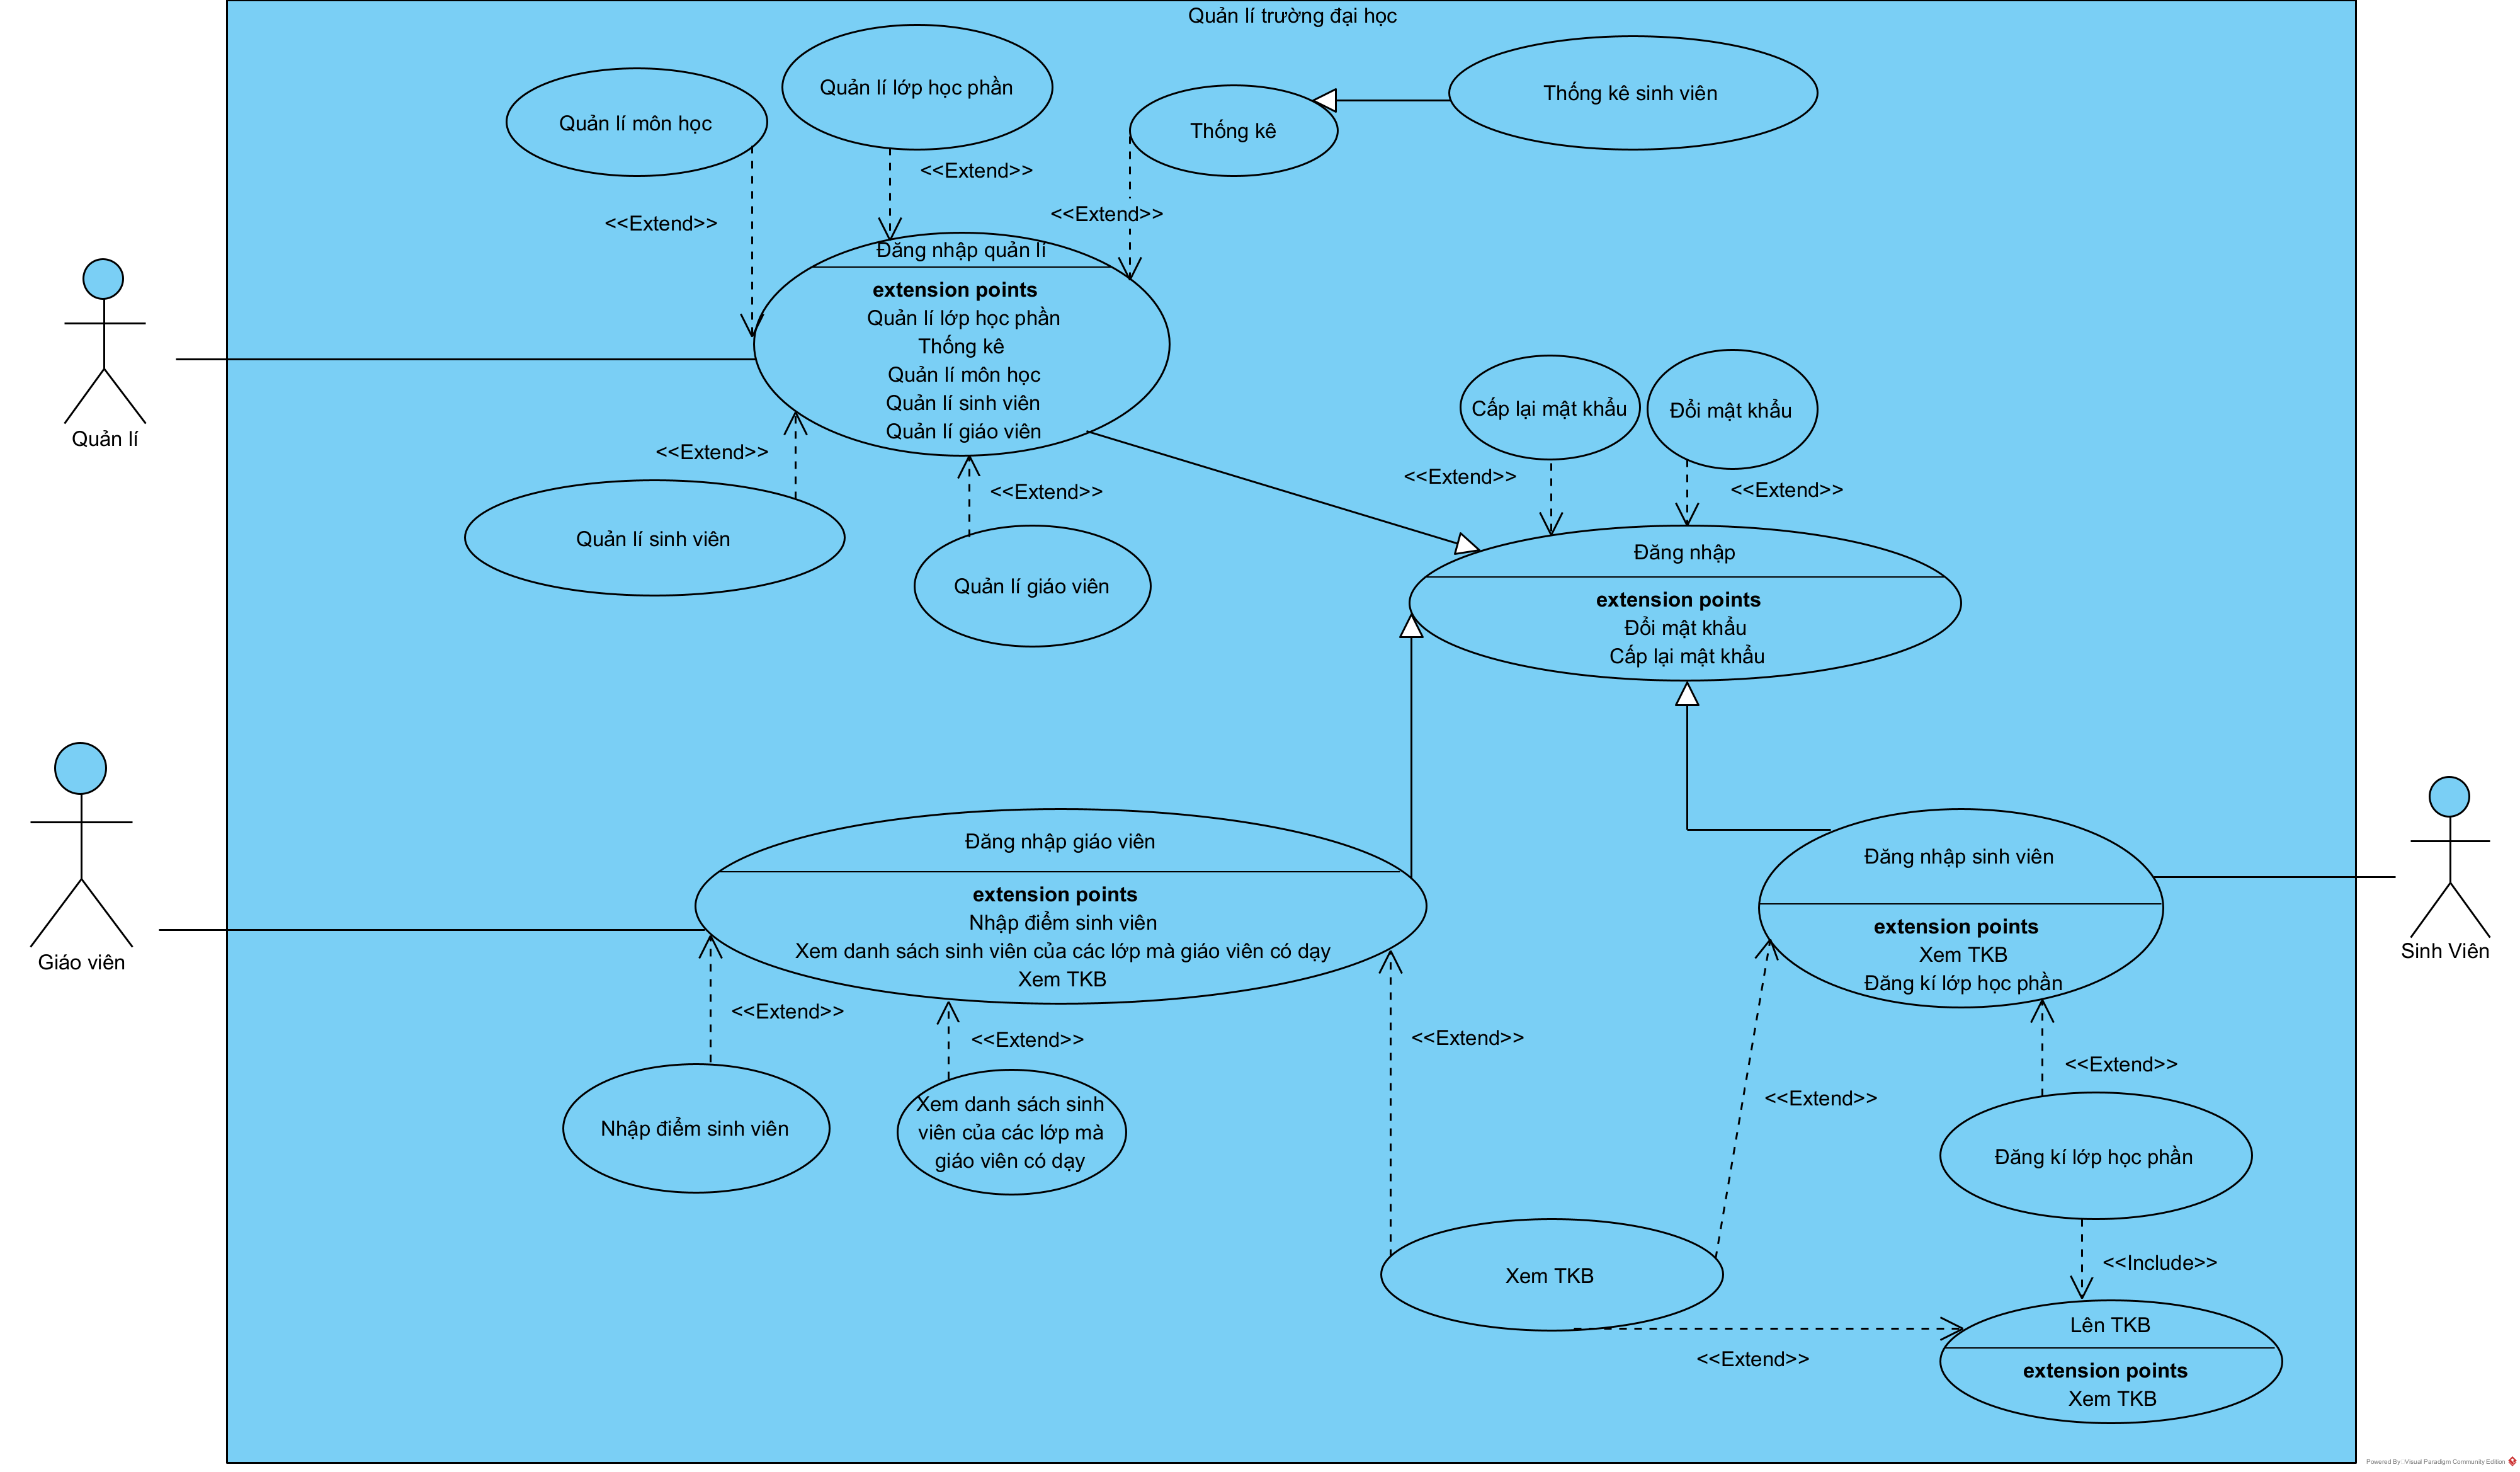 Quản lí trường đại học
Quản lí môn học
Quản lí lớp học phần
Thống kê
Thống kê sinh viên
<<Extend>>
<<Extend>>
<<Extend>>
Đăng nhập quản lí
extension points
Quản lí lớp học phần
Thống kê
Quản lí môn học
Quản lí sinh viên
Quản lí giáo viên
Quản lí
Cấp lại mật khẩu
Đổi mật khẩu
<<Extend>>
<<Extend>>
<<Extend>>
<<Extend>>
Quản lí sinh viên
Quản lí giáo viên
Đăng nhập
extension points
Đổi mật khẩu
Cấp lại mật khẩu
Đăng nhập giáo viên
extension points
Nhập điểm sinh viên
Xem danh sách sinh viên của các lớp mà giáo viên có dạy
Xem TKB
Giáo viên
Đăng nhập sinh viên
extension points
Xem TKB
Đăng kí lớp học phần
Sinh Viên
<<Extend>>
<<Extend>>
<<Extend>>
<<Extend>>
<<Extend>>
Nhập điểm sinh viên
Xem danh sách sinh
viên của các lớp mà
giáo viên có dạy
Đăng kí lớp học phần
Xem TKB
<<Include>>
<<Extend>>
Lên TKB
extension points
Xem TKB
Powered By: Visual Paradigm Community Edition